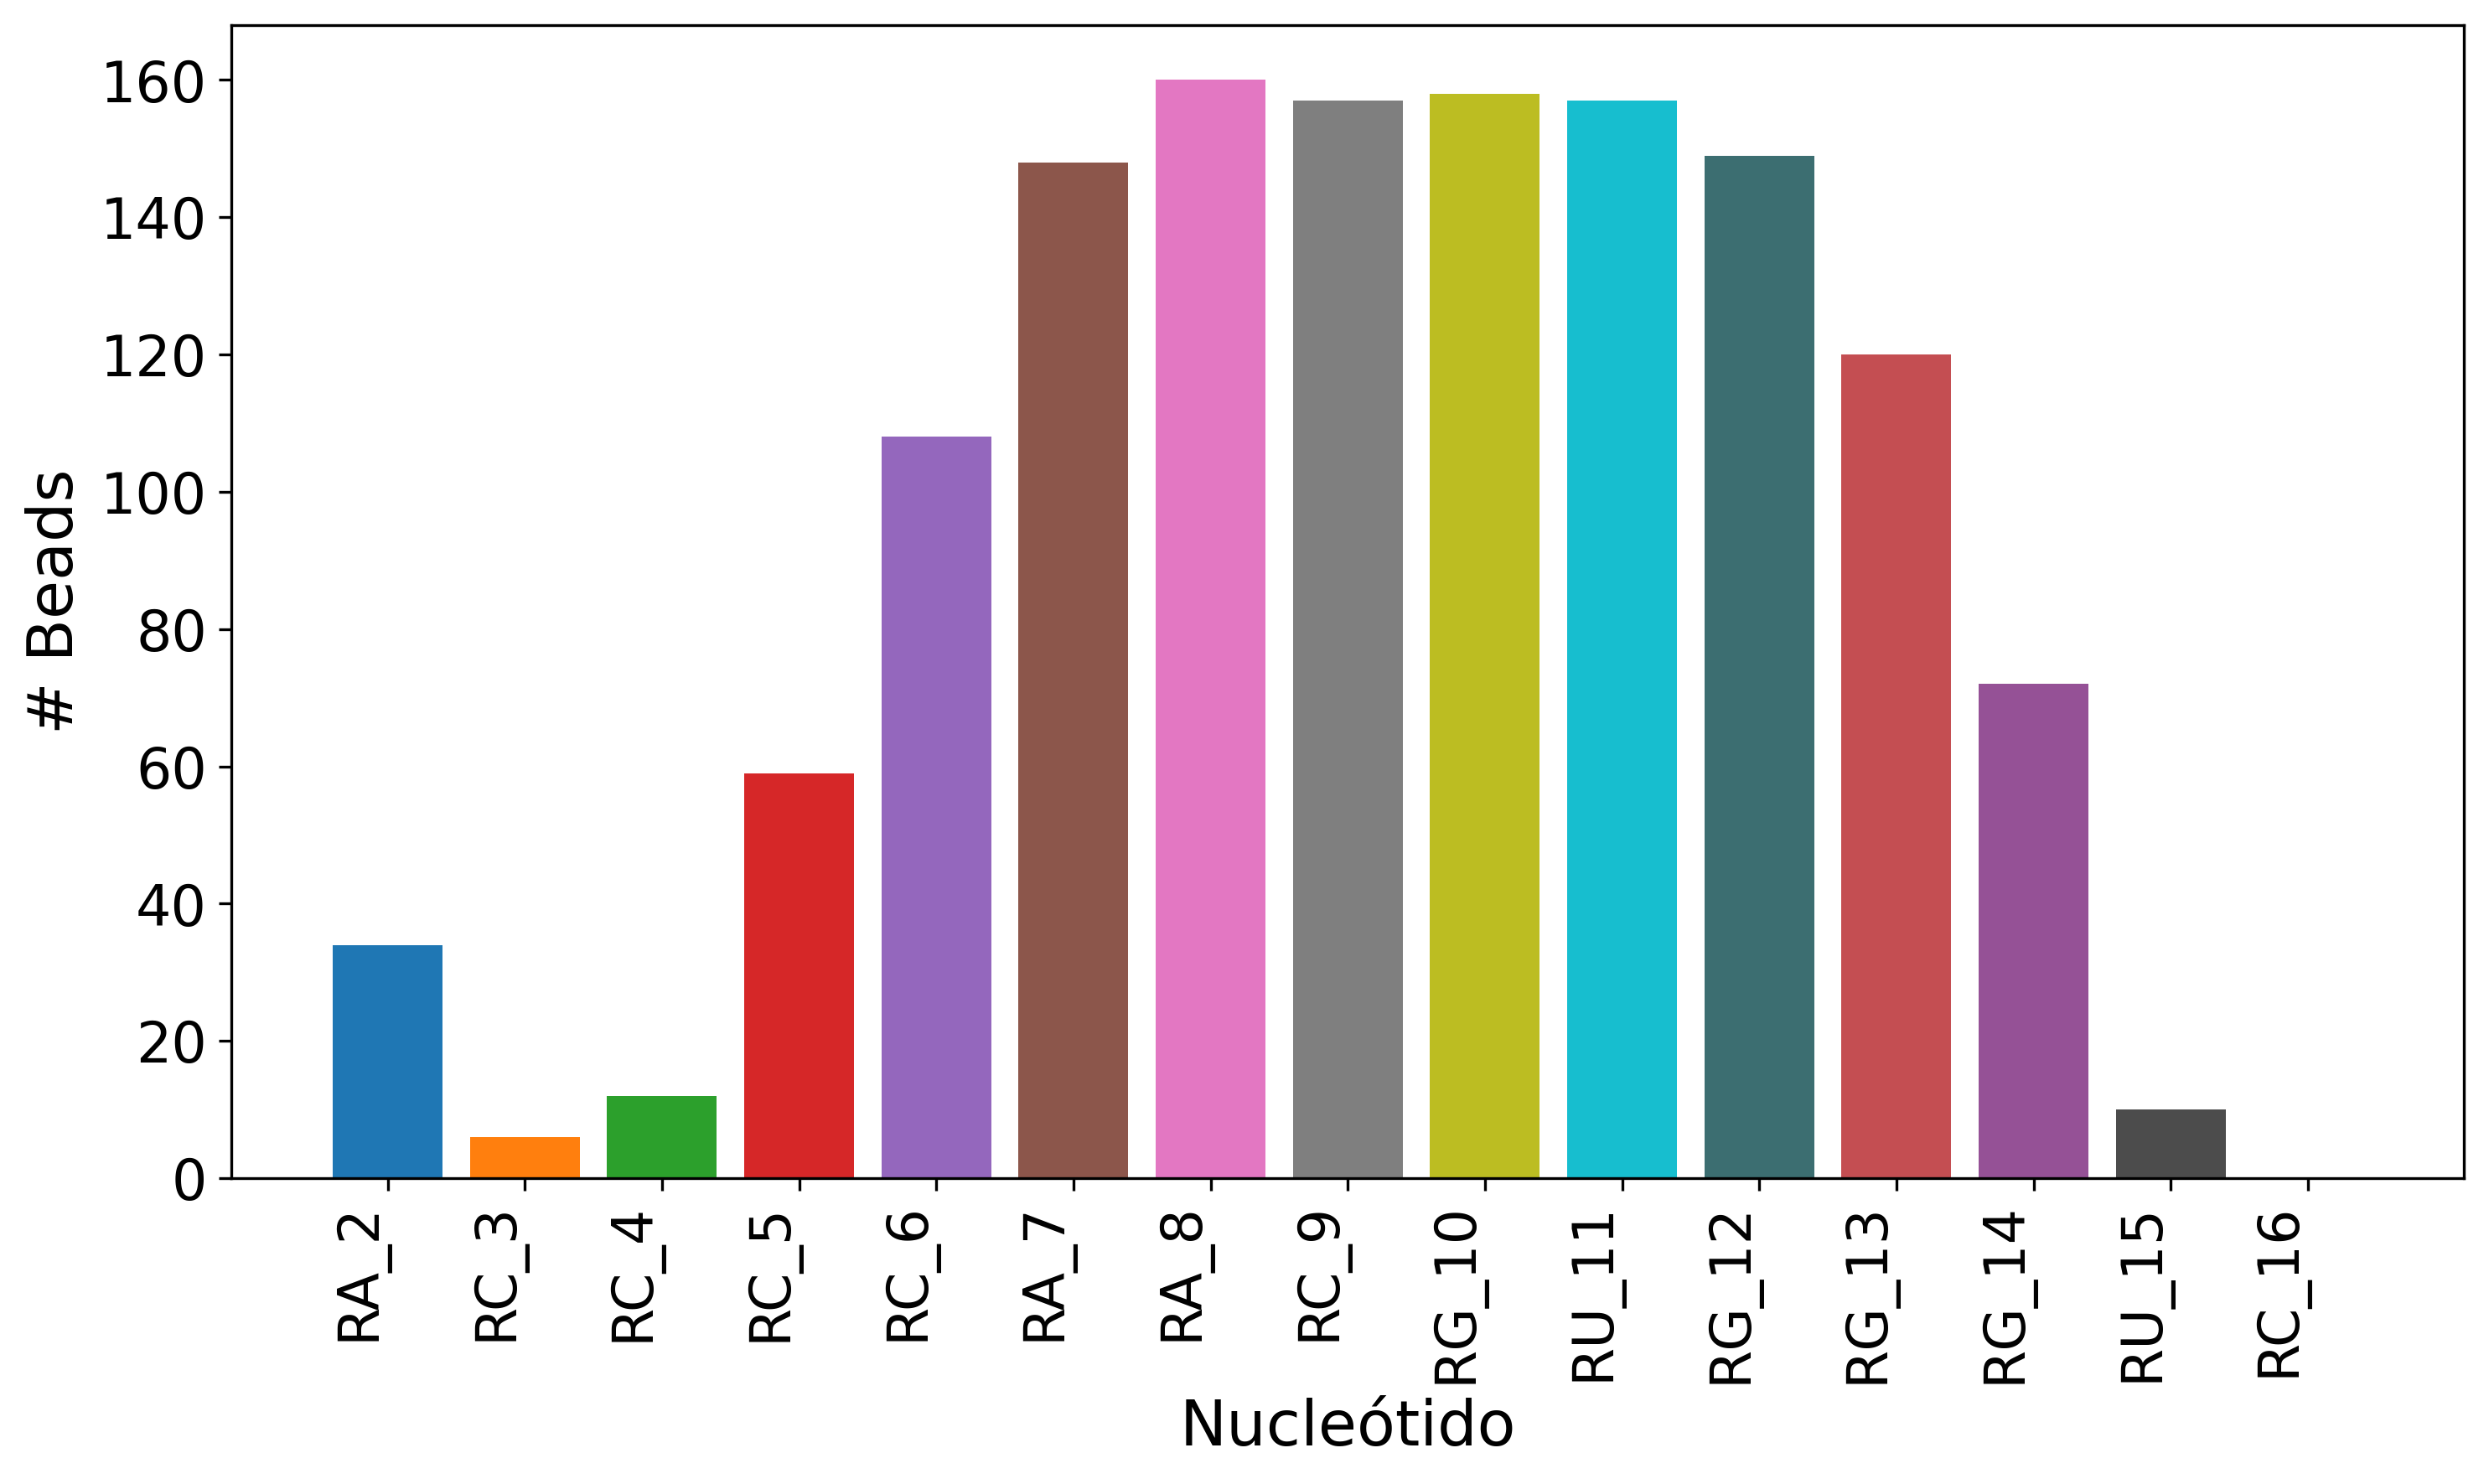 160
140
120
100
80
60
40
20
0
# Beads
RA_2
RC_3
RC_4
RC_5
RC_6
RA_7
RA_8
RC_9
RG_10
RU_11
RG_12
RG_13
RG_14
RU_15
RC_16
Nucleótido